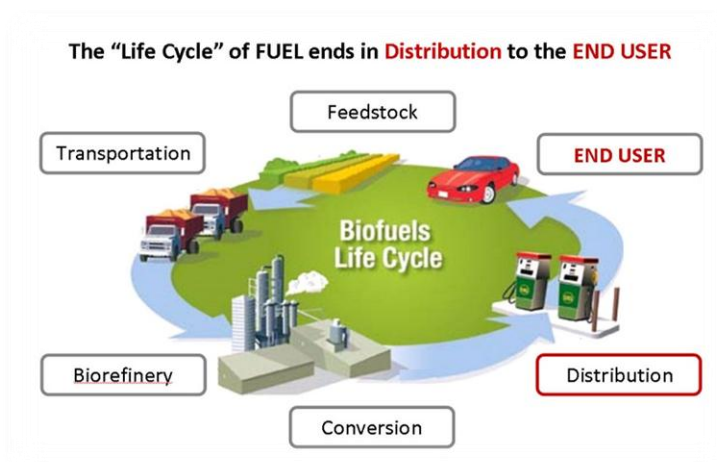 The “Life Cycle” of FUEL ends in Distribution to the END USER
Feedstock
Transportation
END USER
Biofuels
Life Cycle
Biorefinery
Distribution
Conversion